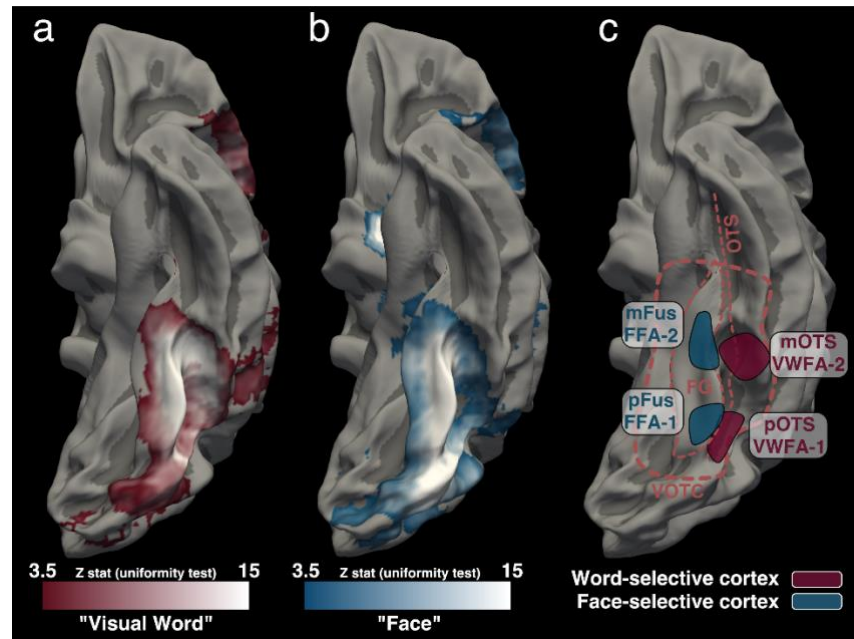 a
b
c
OTS
mFus
FFA-2
mOTS
VWFA-2
FG
pFus
FFA-1
pOTS
VWFA-1
VOTC
3.5 Z stat (uniformity test) 15
"Visual Word"
3.5 Z stat (uniformity test) 15
"Face"
Word-selective cortex
Face-selective cortex